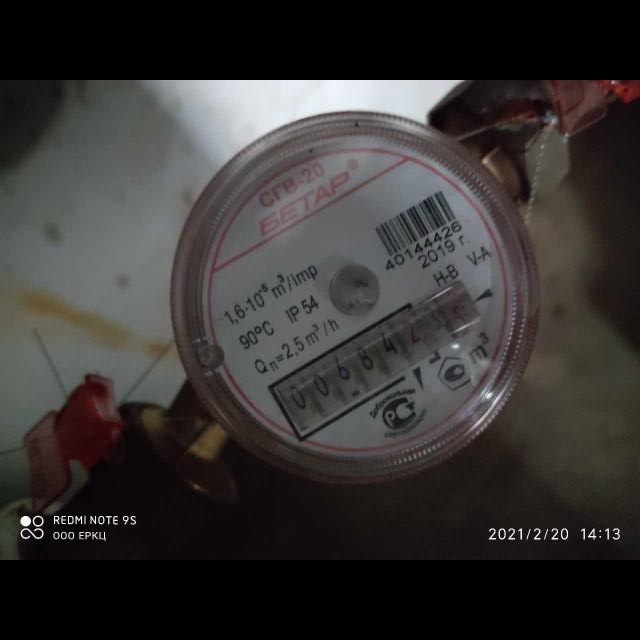 СГВ-20
БЕТАР®
40144426
2019 г.
H-B V-A
1,6·10⁻⁶ m³/imp
90°C IP 54
Qn=2,5 m³/h
00684
m³
REDMI NOTE 9S
ООО ЕРКЦ
2021/2/20 14:13